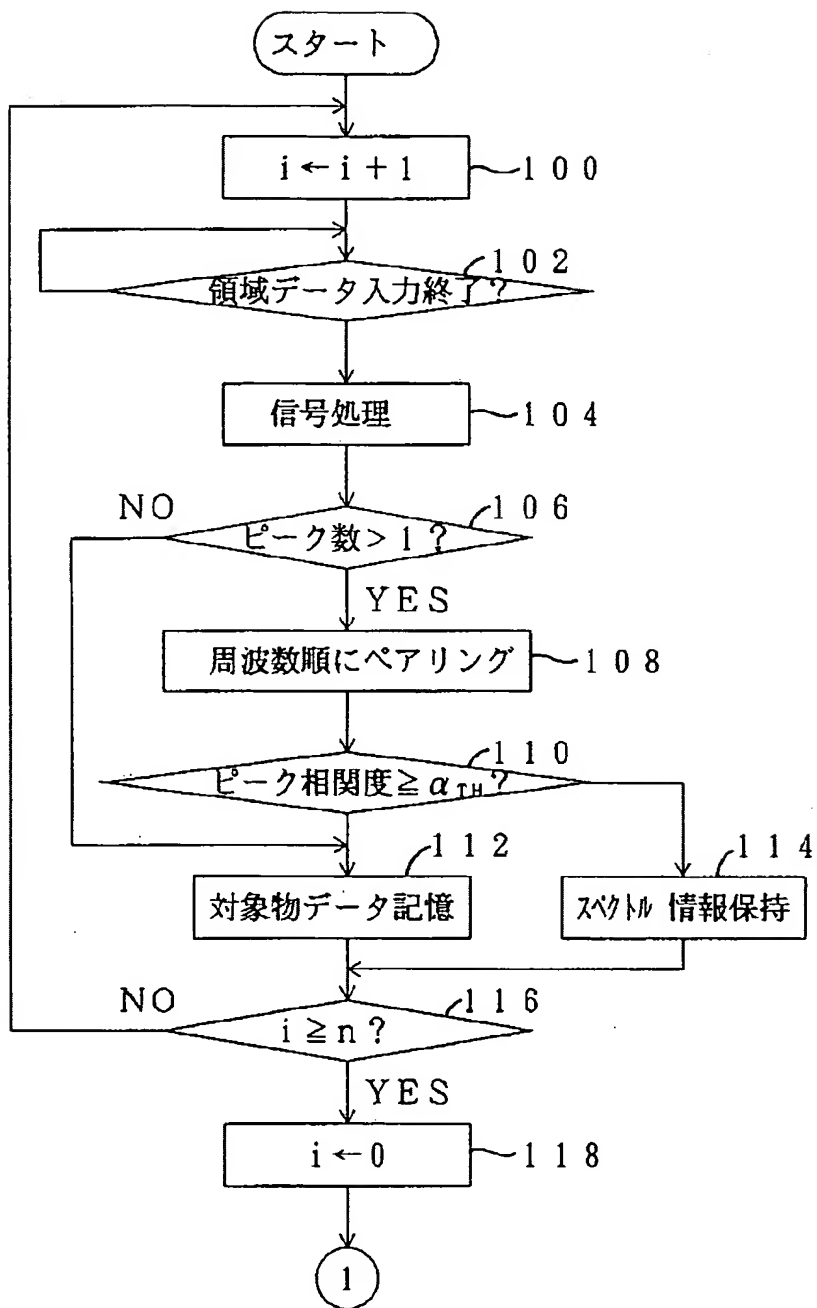 スタート
i ← i + 1
100
102
領域データ入力終了?
信号処理
104
NO
106
ピーク数 > 1 ?
YES
周波数順にペアリング
108
110
ピーク相関度 ≧ αTH?
112
114
対象物データ記憶
スペクトル 情報保持
NO
116
i ≧ n ?
YES
i ← 0
118
1